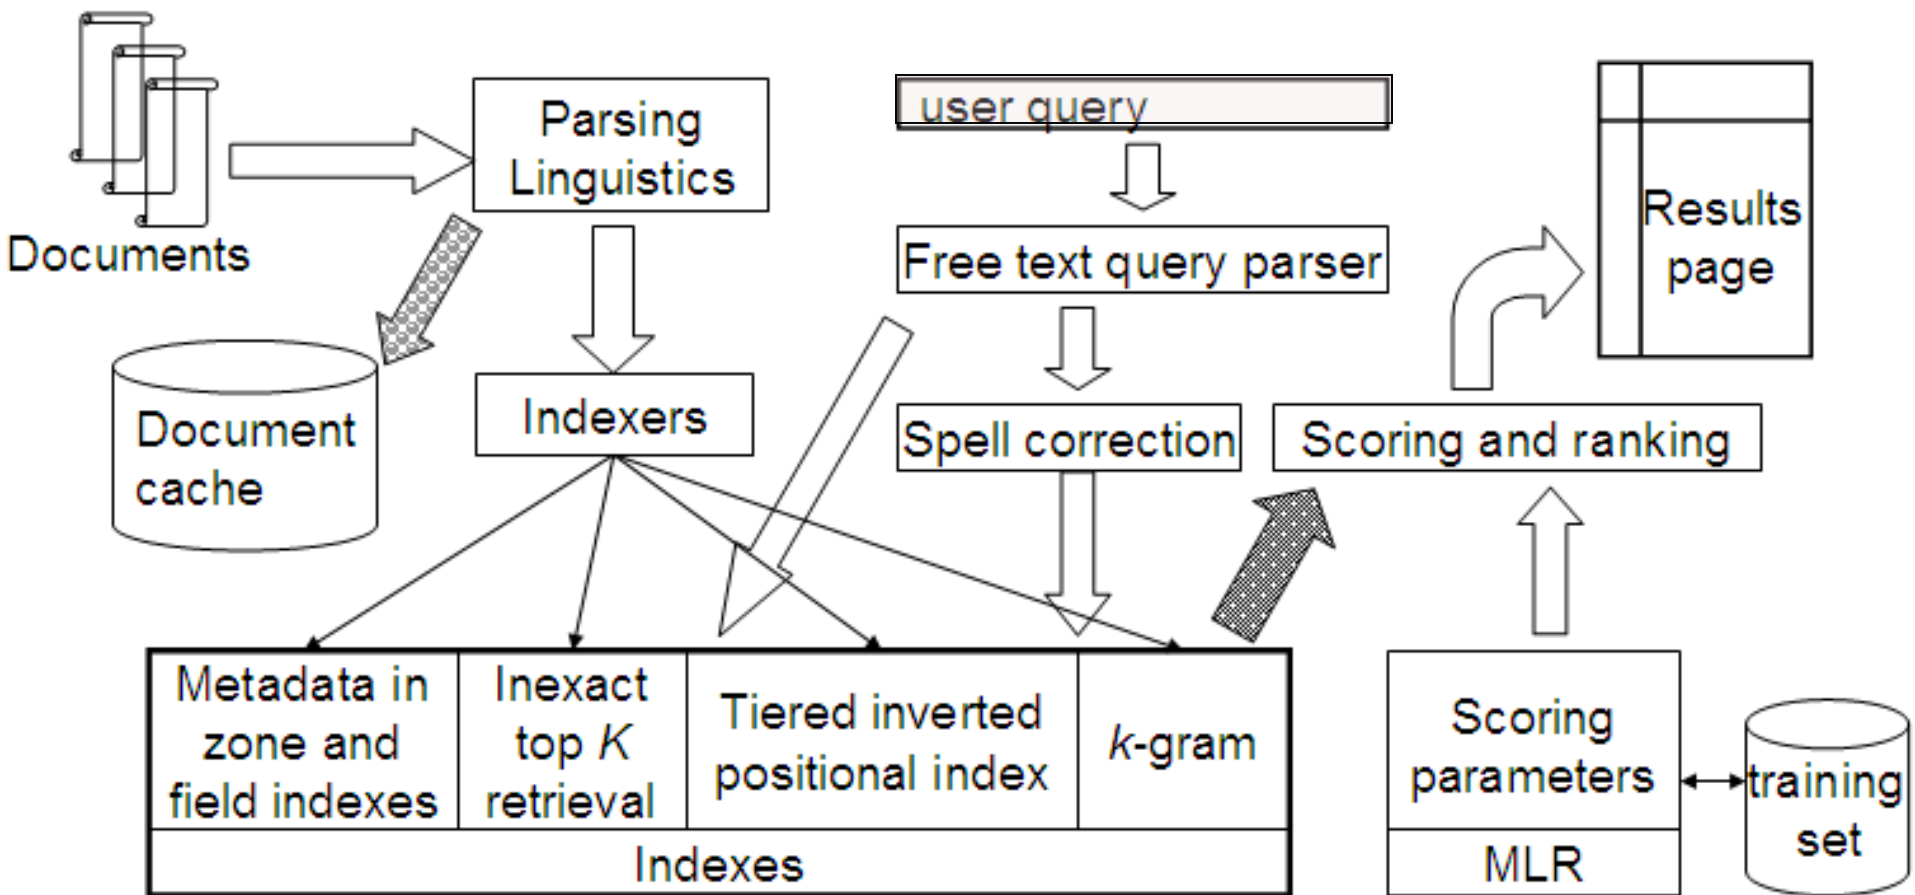 Documents
Parsing
Linguistics
user query
Free text query parser
Results
page
Document
cache
Indexers
Spell correction
Scoring and ranking
Metadata in
zone and
field indexes
Inexact
top K
retrieval
Tiered inverted
positional index
k-gram
Indexes
Scoring
parameters
MLR
training
set